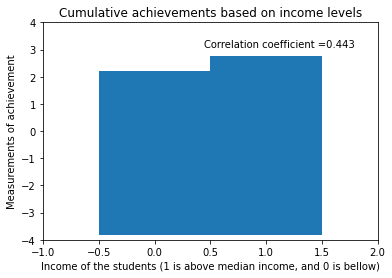 Cumulative achievements based on income levels
Correlation coefficient =0.443
Measurements of achievement
4
3
2
1
0
−1
−2
−3
−4
−1.0 −0.5 0.0 0.5 1.0 1.5 2.0
Income of the students (1 is above median income, and 0 is bellow)